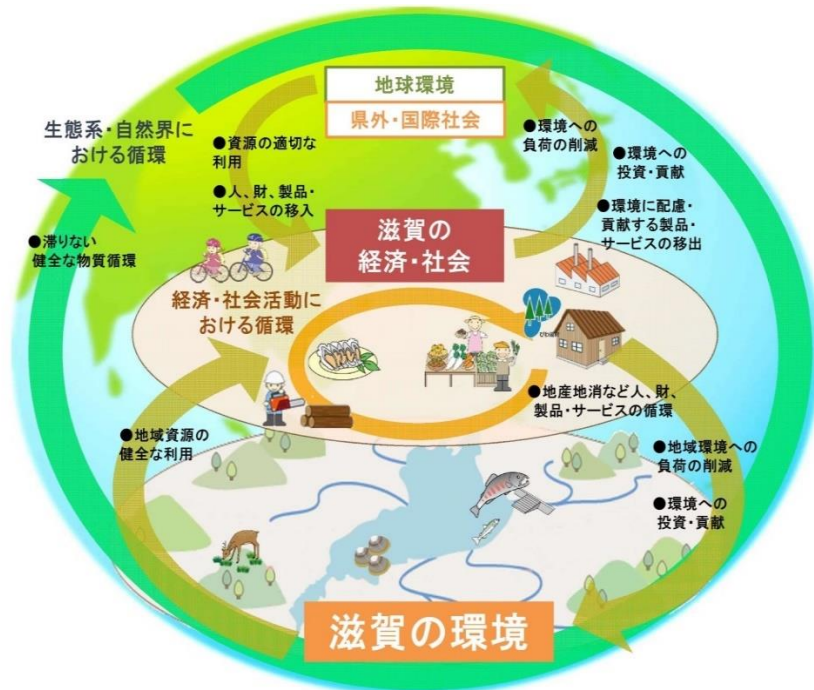 地球環境
県外・国際社会
生態系・自然界に
おける循環
●資源の適切な
利用
●人、財、製品・
サービスの移入
●環境への
負荷の削減
●環境への
投資・貢献
●環境に配慮・
貢献する製品・
サービスの移出
●滞りない
健全な物質循環
滋賀の
経済・社会
経済・社会活動に
おける循環
●地産地消など人、財、
製品・サービスの循環
●地域資源の
健全な利用
●地域環境への
負荷の削減
●環境への
投資・貢献
滋賀の環境